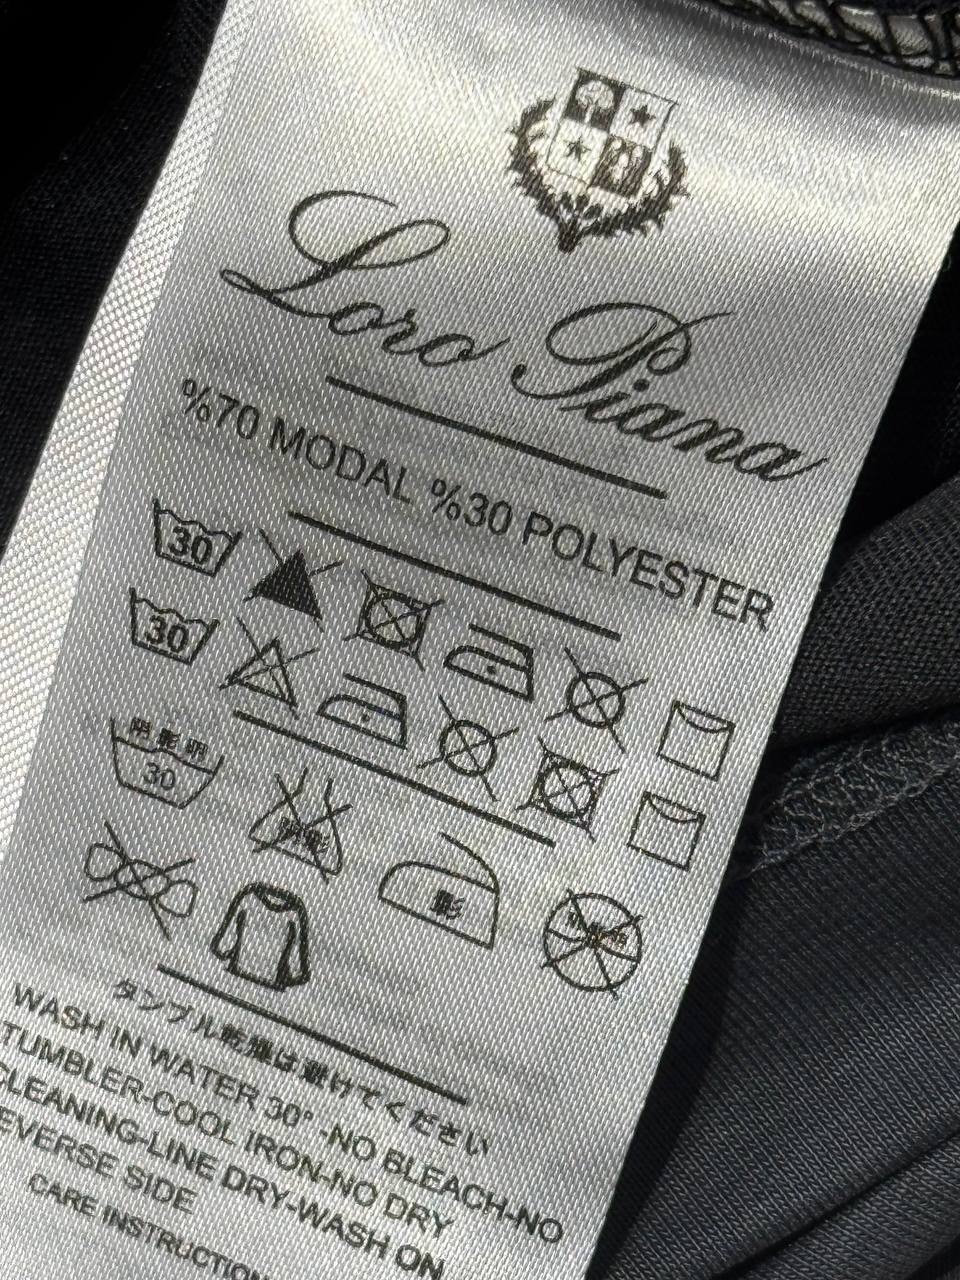 Loro Piana
%70 MODAL %30 POLYESTER
30
30
30
タンブル乾燥は避けてください
WASH IN WATER 30° -NO BLEACH-NO
TUMBLER-COOL IRON-NO DRY
CLEANING-LINE DRY-WASH ON
REVERSE SIDE
CARE INSTRUCTION